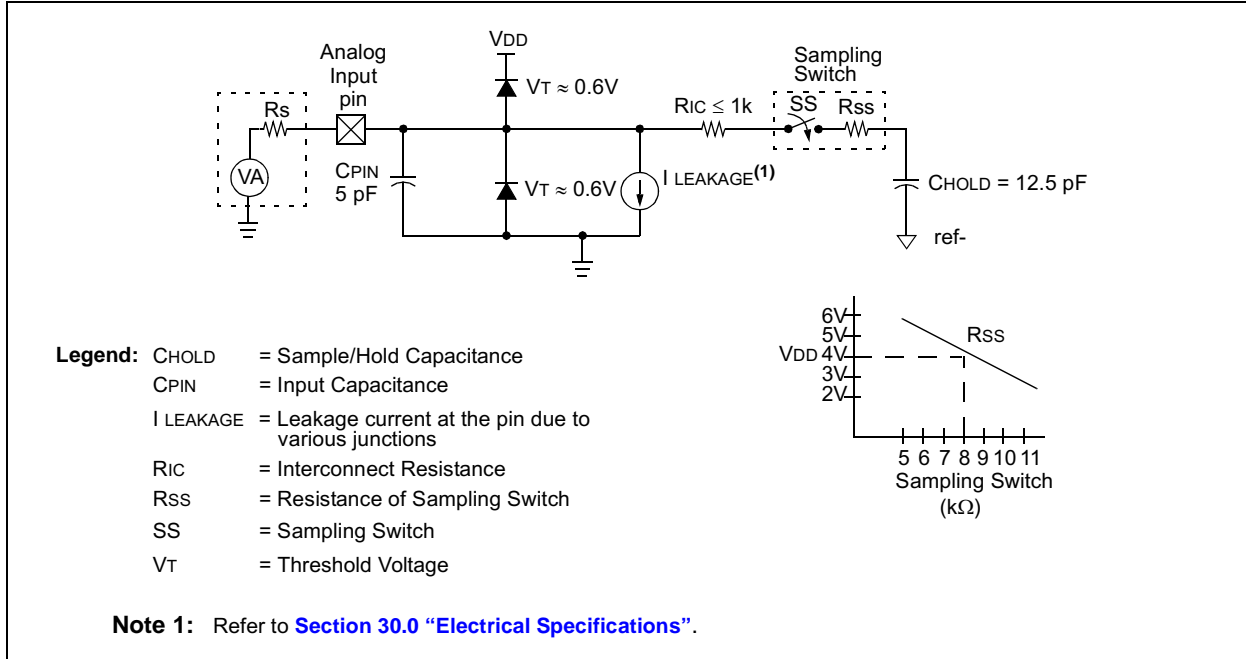 VDD
Analog
Input
pin
Sampling
Switch
VT ≈ 0.6V
Rs
RIC ≤ 1k
SS
Rss
VA
CPIN
5 pF
VT ≈ 0.6V
I LEAKAGE(1)
CHOLD = 12.5 pF
ref-
6V
5V
VDD 4V
3V
2V
RSS
5 6 7 8 9 10 11
Sampling Switch
(kΩ)
Legend: CHOLD = Sample/Hold Capacitance
CPIN = Input Capacitance
I LEAKAGE = Leakage current at the pin due to
various junctions
RIC = Interconnect Resistance
RSS = Resistance of Sampling Switch
SS = Sampling Switch
VT = Threshold Voltage
Note 1: Refer to Section 30.0 “Electrical Specifications”.